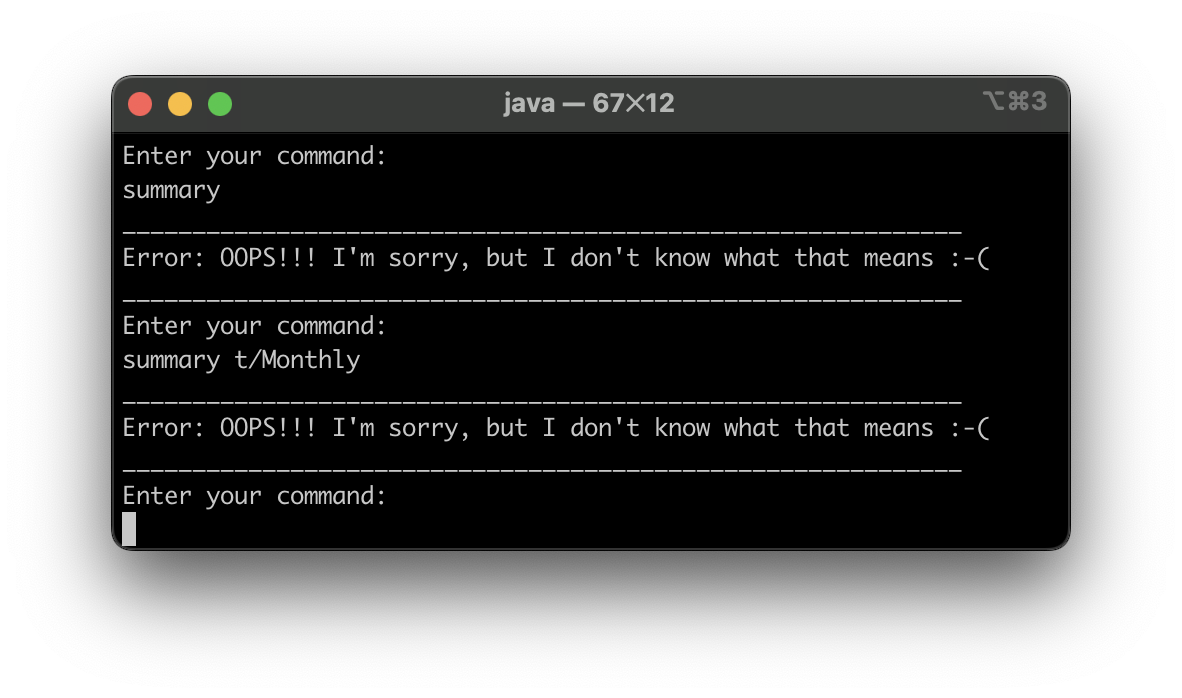 java — 67×12
⌥⌘3
Enter your command:
summary
____________________________________________________________
Error: OOPS!!! I'm sorry, but I don't know what that means :-(
____________________________________________________________
Enter your command:
summary t/Monthly
____________________________________________________________
Error: OOPS!!! I'm sorry, but I don't know what that means :-(
____________________________________________________________
Enter your command: